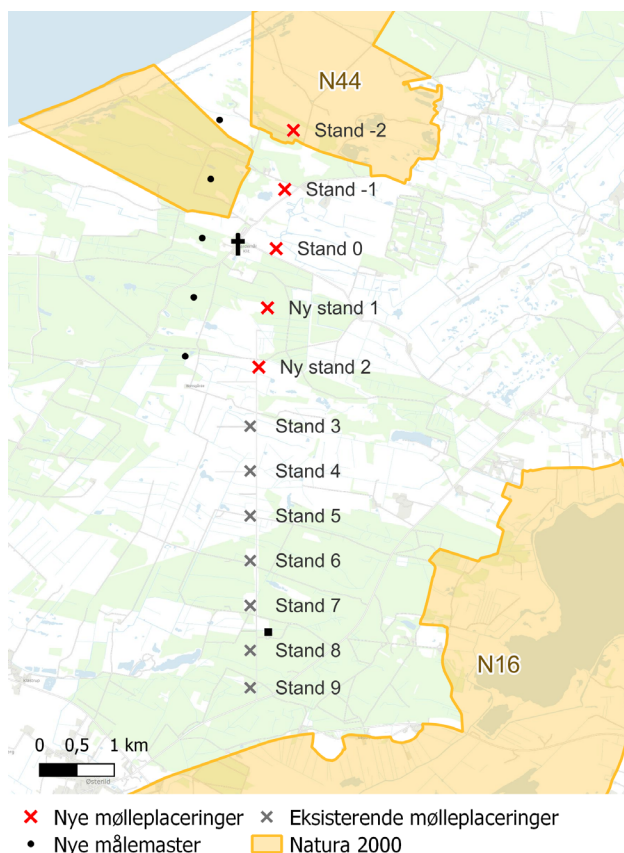 N44
Stand -2
Stand -1
Stand 0
Ny stand 1
Ny stand 2
Stand 3
Stand 4
Stand 5
Stand 6
Stand 7
Stand 8
N16
Stand 9
0 0,5 1 km
Østerild
Nye mølleplaceringer
Eksisterende mølleplaceringer
Nye målemaster
Natura 2000